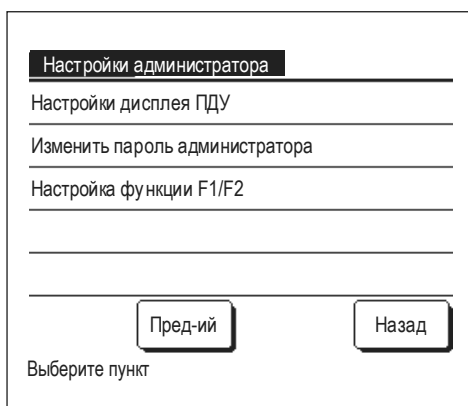 Настройки администратора
Настройки дисплея ПДУ
Изменить пароль администратора
Настройка функции F1/F2
Пред-ий Назад
Выберите пункт